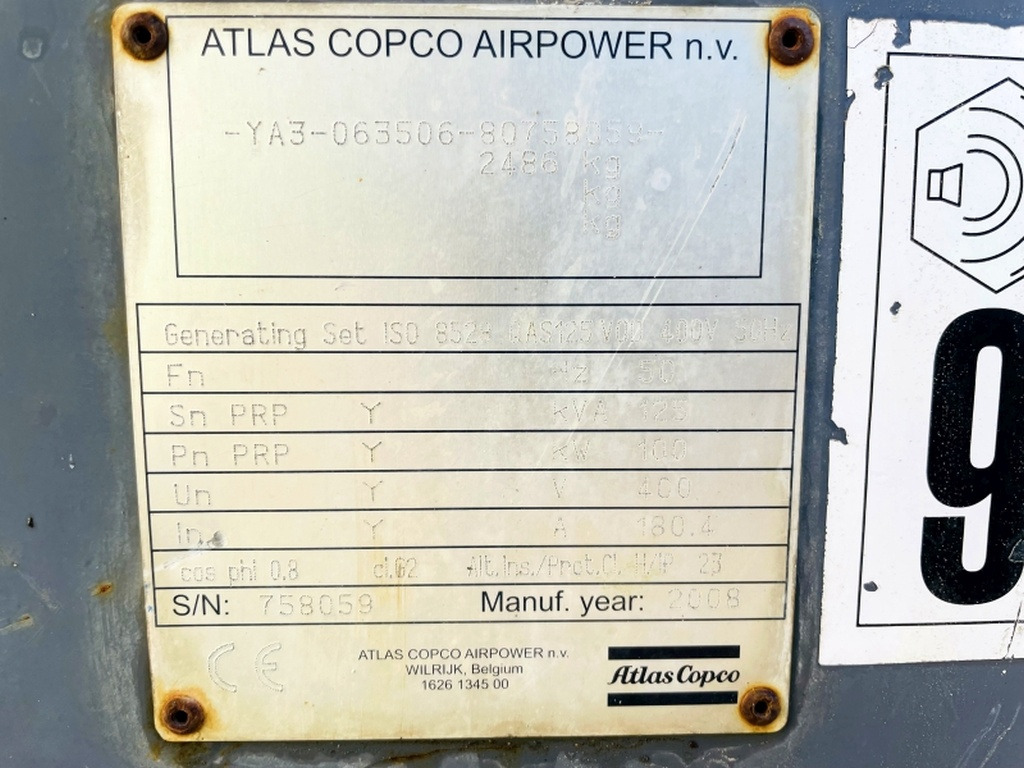 ATLAS COPCO AIRPOWER n.v.
-YA3-063506-80758059-
2486 kg
kg
kg
Generating Set ISO 8528 QAS125 VOD 400V 50Hz
Fn Hz 50
Sn PRP Y kVA 125
Pn PRP Y kW 100
Un Y V 400
In Y A 180.4
cos phi 0.8 cl.G2 Alt.Ins./Prot.Cl. H/IP 23
S/N: 758059 Manuf. year: 2008
CE
ATLAS COPCO AIRPOWER n.v.
WILRIJK, Belgium
1626 1345 00
Atlas Copco
9